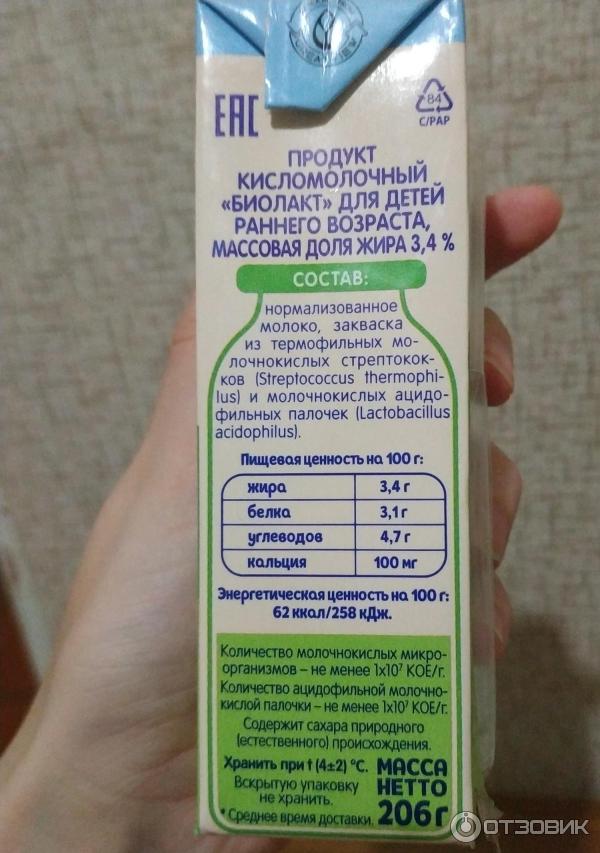 EAC
84
C/PAP
ПРОДУКТ
КИСЛОМОЛОЧНЫЙ
«БИОЛАКТ» ДЛЯ ДЕТЕЙ
РАННЕГО ВОЗРАСТА,
МАССОВАЯ ДОЛЯ ЖИРА 3,4 %
СОСТАВ:
нормализованное
молоко, закваска
из термофильных мо-
лочнокислых стрептокок-
ков (Streptococcus thermophi-
lus) и молочнокислых ацидо-
фильных палочек (Lactobacillus
acidophilus).
Пищевая ценность на 100 г:
жира 3,4 г
белка 3,1 г
углеводов 4,7 г
кальция 100 мг
Энергетическая ценность на 100 г:
62 ккал/258 кДж.
Количество молочнокислых микро-
организмов – не менее 1х10⁷ КОЕ/г.
Количество ацидофильной молочно-
кислой палочки – не менее 1х10⁷ КОЕ/г.
Содержит сахара природного
(естественного) происхождения.
Хранить при t (4±2) °С.
Вскрытую упаковку
не хранить.
* Среднее время доставки.
МАССА
НЕТТО
206 г
ОТЗОВИК